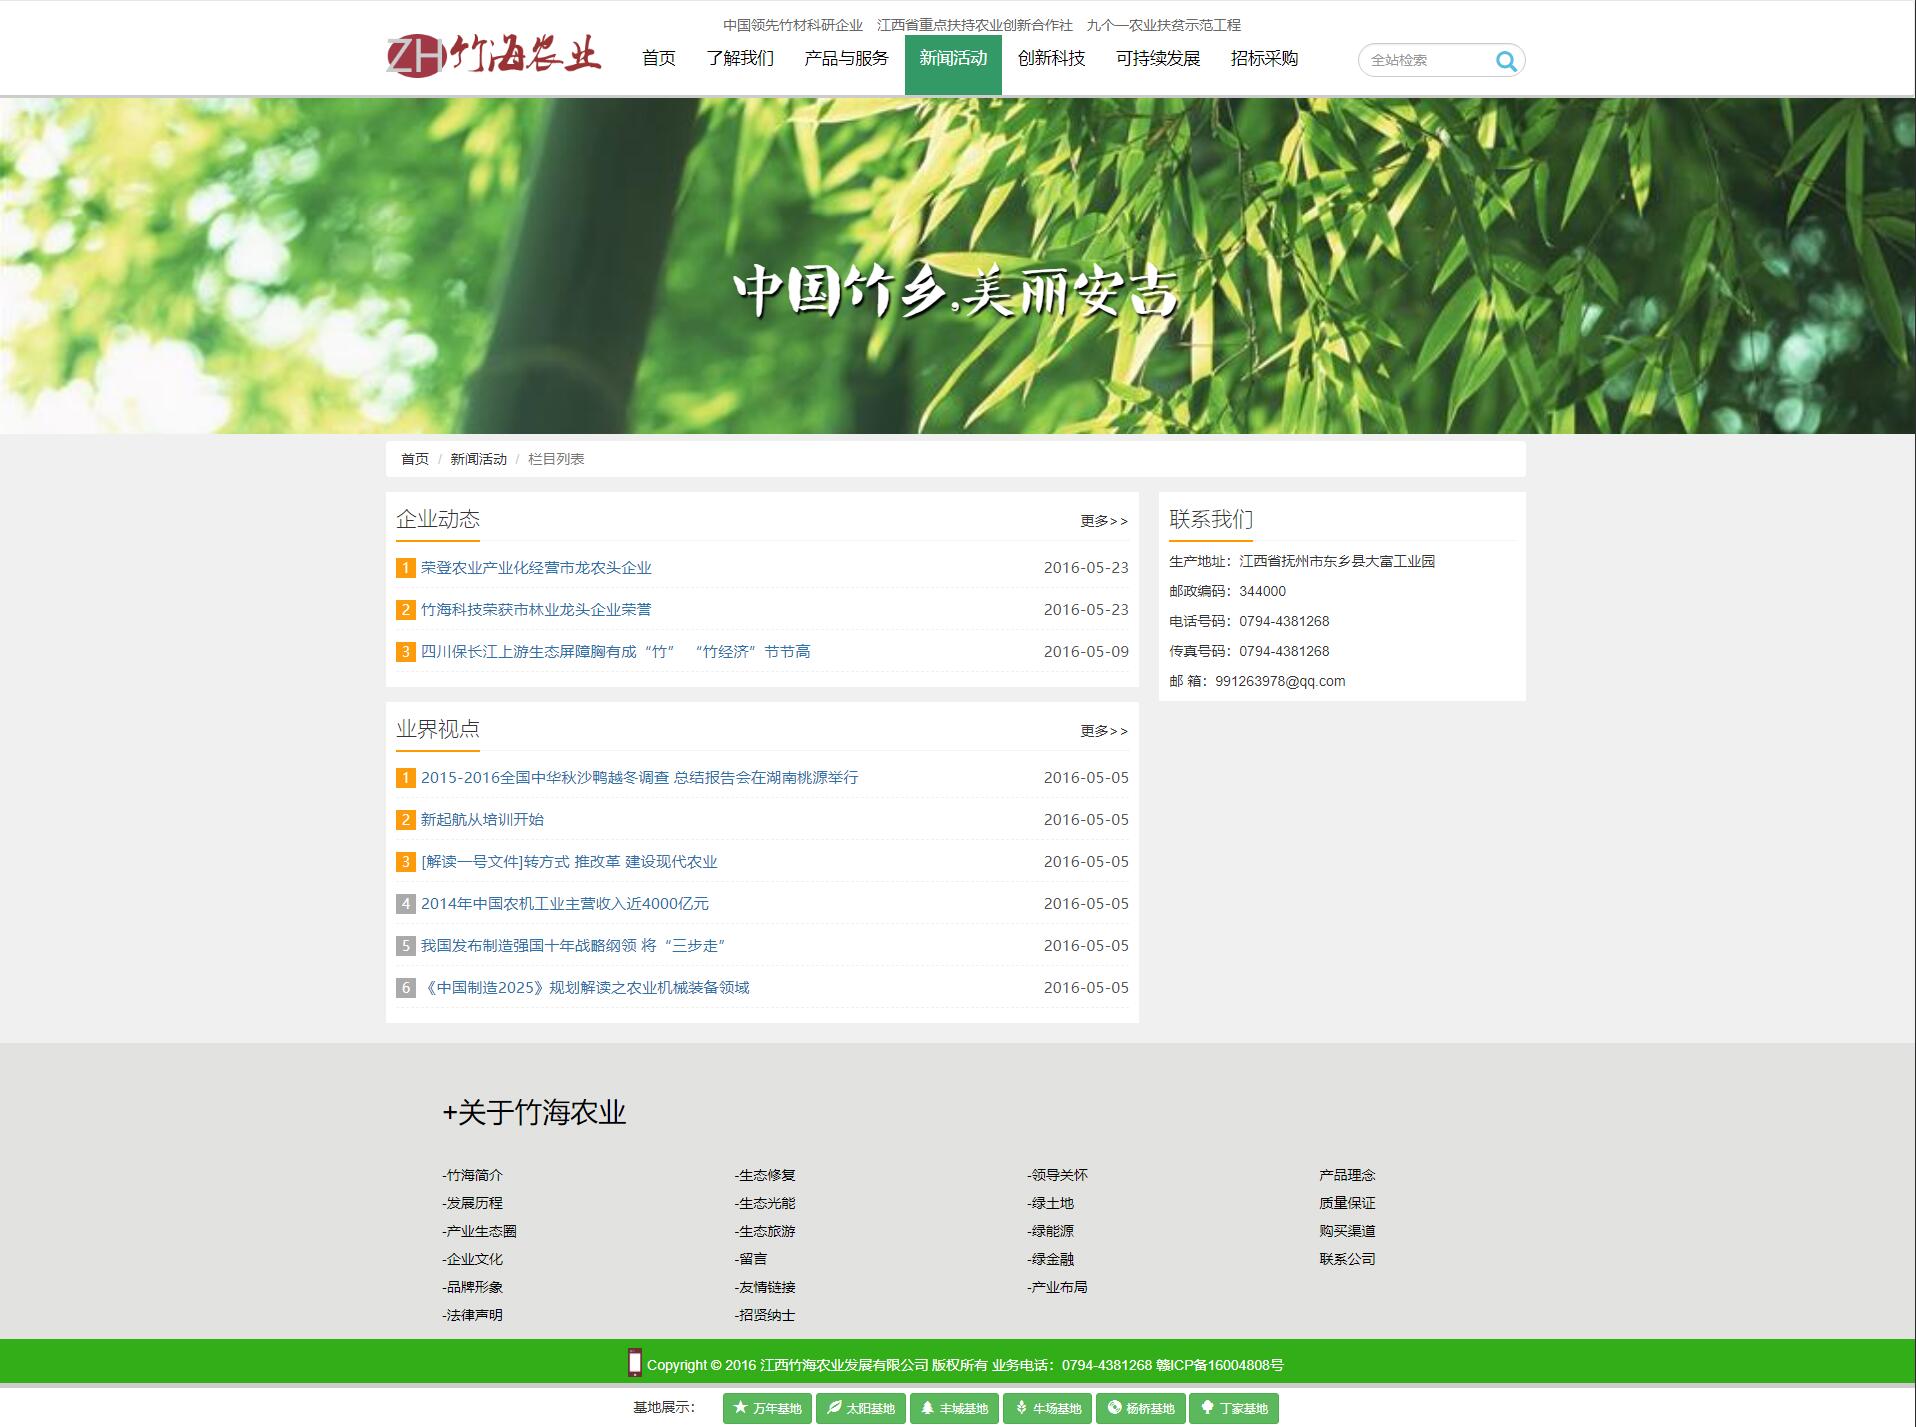 中国领先竹材科研企业 江西省重点扶持农业创新合作社 九个一农业扶贫示范工程
ZH竹海农业
首页 了解我们 产品与服务 新闻活动 创新科技 可持续发展 招标采购
全站检索
中国竹乡,美丽安吉
首页 / 新闻活动 / 栏目列表
企业动态 更多>>
1 荣登农业产业化经营市龙农头企业 2016-05-23
2 竹海科技荣获市林业龙头企业荣誉 2016-05-23
3 四川保长江上游生态屏障胸有成“竹” “竹经济”节节高 2016-05-09
联系我们
生产地址：江西省抚州市东乡县大富工业园
邮政编码：344000
电话号码：0794-4381268
传真号码：0794-4381268
邮 箱：991263978@qq.com
业界视点 更多>>
1 2015-2016全国中华秋沙鸭越冬调查 总结报告会在湖南桃源举行 2016-05-05
2 新起航从培训开始 2016-05-05
3 [解读一号文件]转方式 推改革 建设现代农业 2016-05-05
4 2014年中国农机工业主营收入近4000亿元 2016-05-05
5 我国发布制造强国十年战略纲领 将“三步走” 2016-05-05
6 《中国制造2025》规划解读之农业机械装备领域 2016-05-05
+关于竹海农业
-竹海简介 -生态修复 -领导关怀 产品理念
-发展历程 -生态光能 -绿土地 质量保证
-产业生态圈 -生态旅游 -绿能源 购买渠道
-企业文化 -留言 -绿金融 联系公司
-品牌形象 -友情链接 -产业布局
-法律声明 -招贤纳士
Copyright © 2016 江西竹海农业发展有限公司 版权所有 业务电话：0794-4381268 赣ICP备16004808号
基地展示： 万年基地 太阳基地 丰城基地 牛场基地 杨桥基地 丁家基地